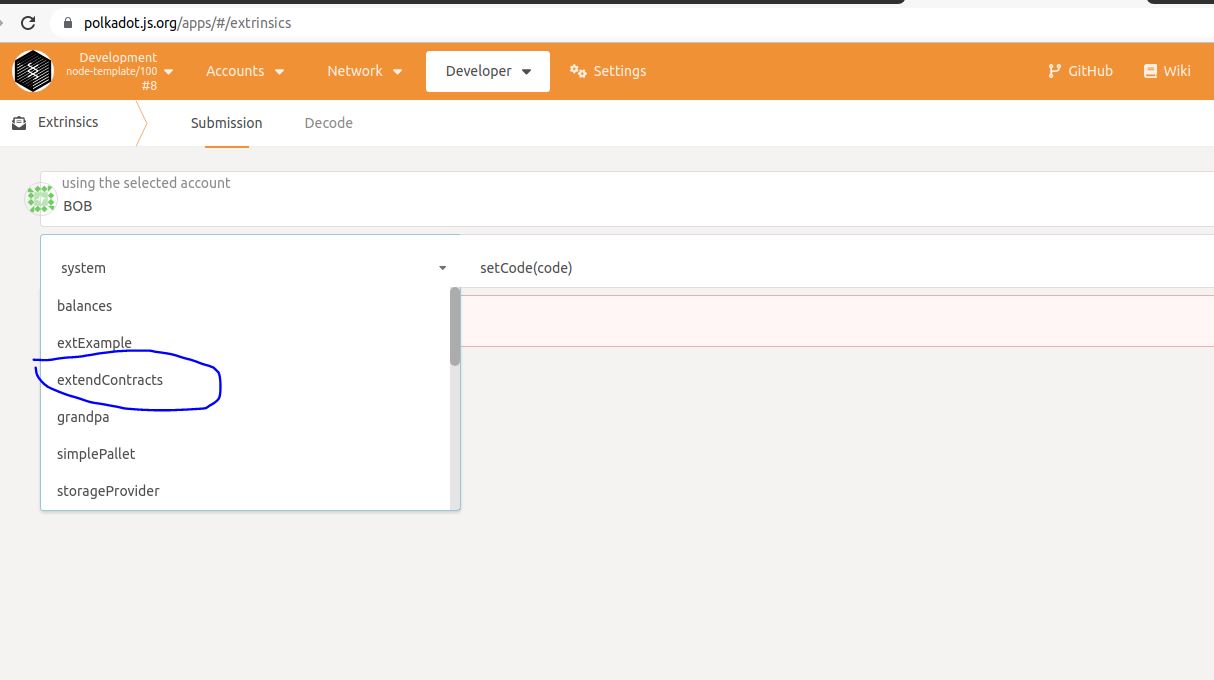 polkadot.js.org/apps/#/extrinsics
Development
node-template/100
#8
Accounts
Network
Developer
Settings
GitHub
Wiki
Extrinsics
Submission
Decode
using the selected account
BOB
system
setCode(code)
balances
extExample
extendContracts
grandpa
simplePallet
storageProvider